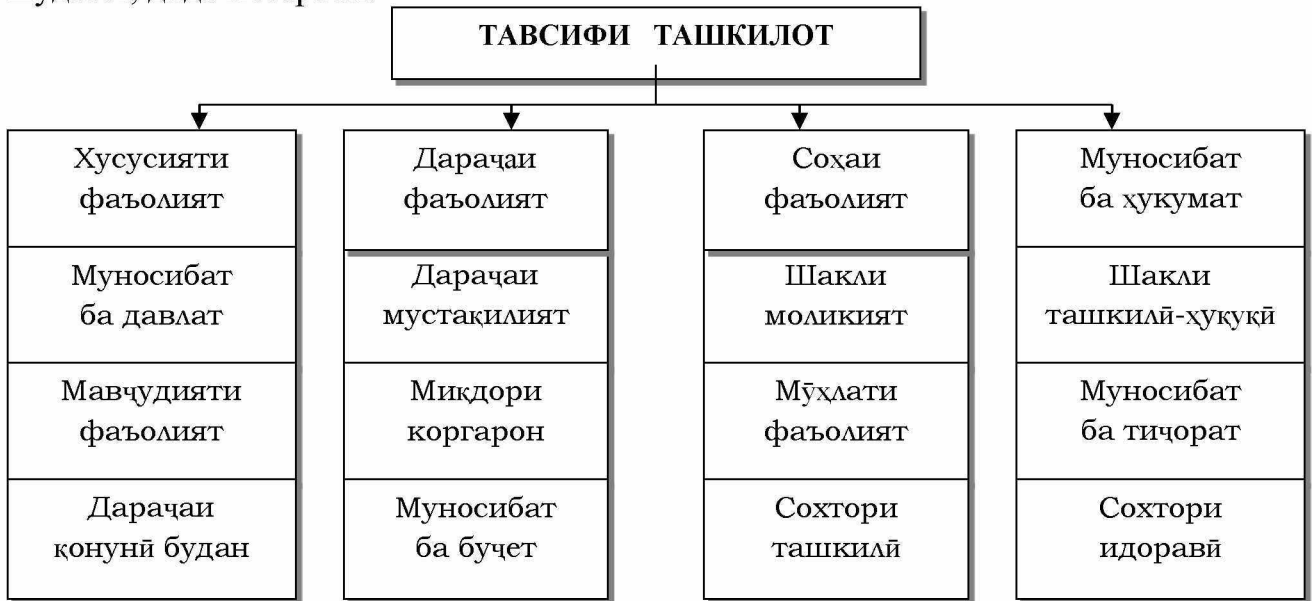 ТАВСИФИ ТАШКИЛОТ
Хусусияти
фаъолият
Муносибат
ба давлат
Мавҷудияти
фаъолият
Дараҷаи
қонунӣ будан
Дараҷаи
фаъолият
Дараҷаи
мустақилият
Миқдори
коргарон
Муносибат
ба буҷет
Соҳаи
фаъолият
Шакли
моликият
Мӯҳлати
фаъолият
Сохтори
ташкилӣ
Муносибат
ба ҳукумат
Шакли
ташкилӣ-ҳуқуқӣ
Муносибат
ба тиҷорат
Сохтори
идоравӣ